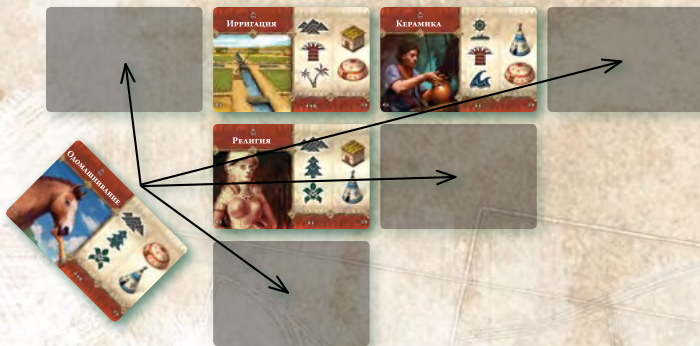 Ирригация
Керамика
Религия
Одомашнивание